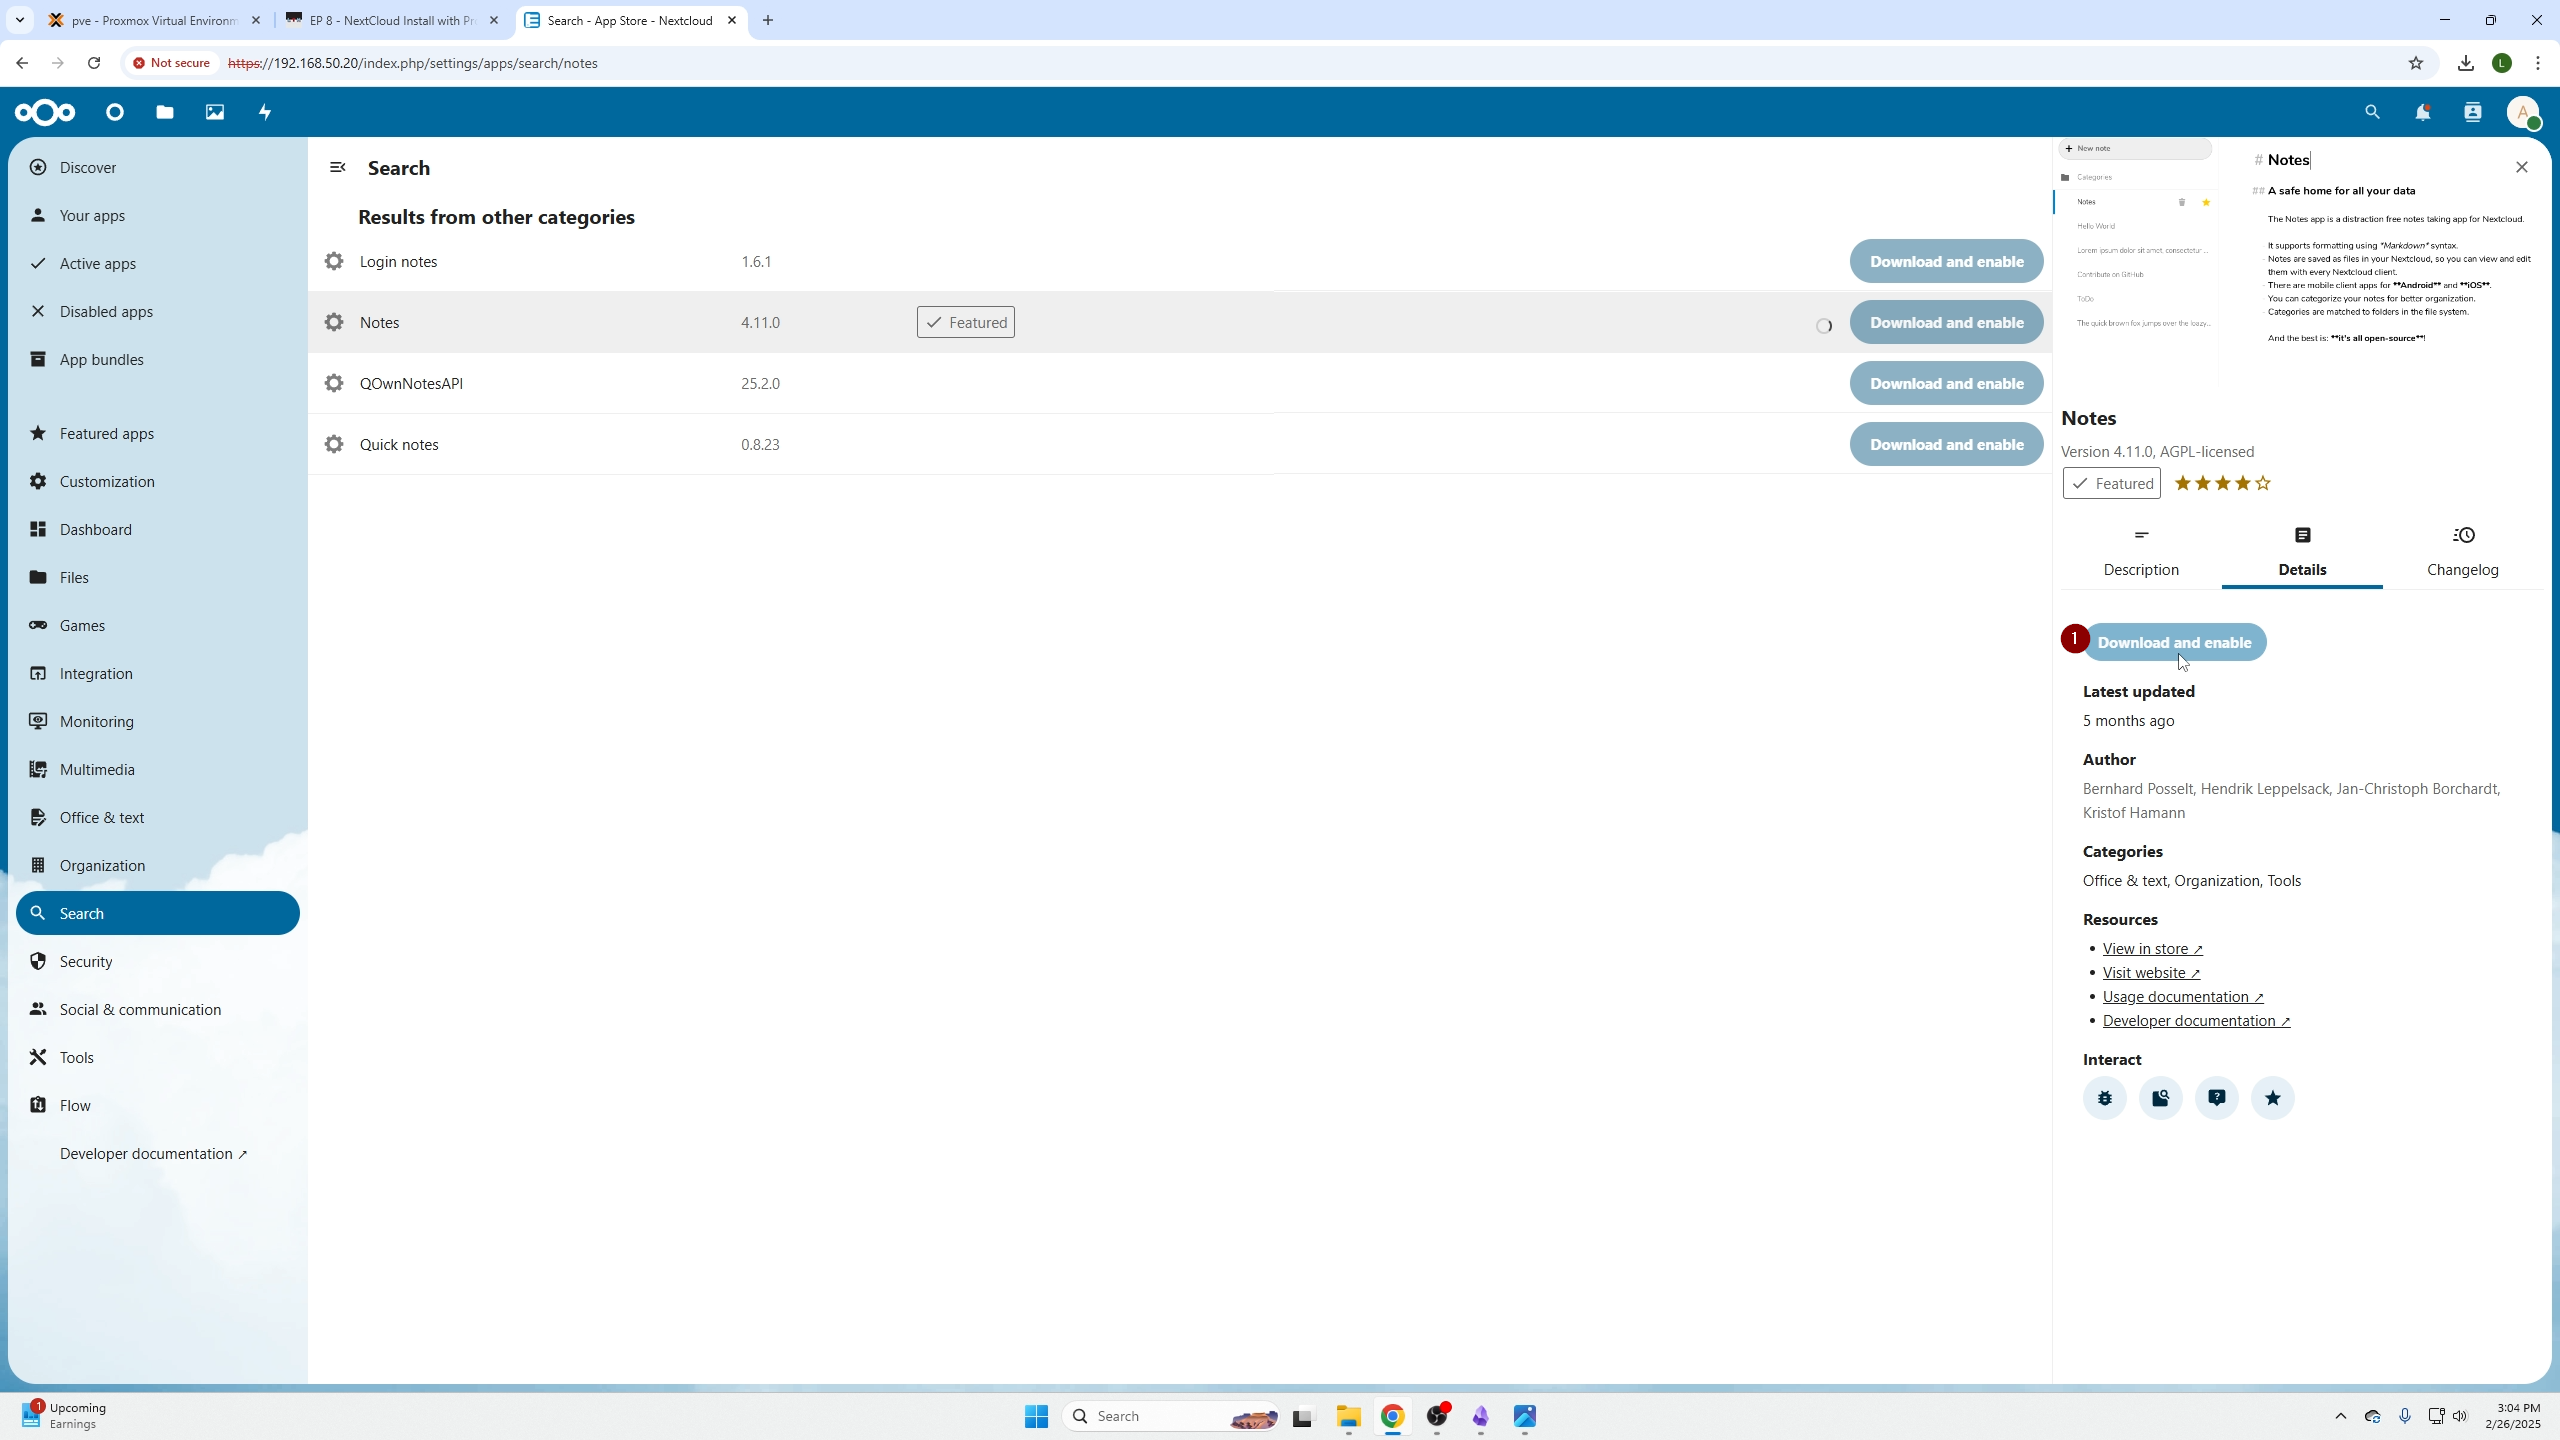 pve - Proxmox Virtual Environm
EP 8 - NextCloud Install with Pr
Search - App Store - Nextcloud
Not secure
https://192.168.50.20/index.php/settings/apps/search/notes
L
A
Discover
Your apps
Active apps
Disabled apps
App bundles
Featured apps
Customization
Dashboard
Files
Games
Integration
Monitoring
Multimedia
Office & text
Organization
Search
Security
Social & communication
Tools
Flow
Developer documentation ↗
Search
Results from other categories
Login notes 1.6.1 Download and enable
Notes 4.11.0 Featured Download and enable
QOwnNotesAPI 25.2.0 Download and enable
Quick notes 0.8.23 Download and enable
+ New note
Categories
Notes
Hello World
Lorem ipsum dolor sit amet, consectetur ...
Contribute on GitHub
ToDo
The quick brown fox jumps over the lazy...
# Notes
## A safe home for all your data
The Notes app is a distraction free notes taking app for Nextcloud.
- It supports formatting using *Markdown* syntax.
- Notes are saved as files in your Nextcloud, so you can view and edit
them with every Nextcloud client.
- There are mobile client apps for **Android** and **iOS**.
- You can categorize your notes for better organization.
- Categories are matched to folders in the file system.
And the best is: **it's all open-source**!
Notes
Version 4.11.0, AGPL-licensed
Featured
Description
Details
Changelog
1
Download and enable
Latest updated
5 months ago
Author
Bernhard Posselt, Hendrik Leppelsack, Jan-Christoph Borchardt,
Kristof Hamann
Categories
Office & text, Organization, Tools
Resources
• View in store ↗
• Visit website ↗
• Usage documentation ↗
• Developer documentation ↗
Interact
1
Upcoming
Earnings
Search
3:04 PM
2/26/2025